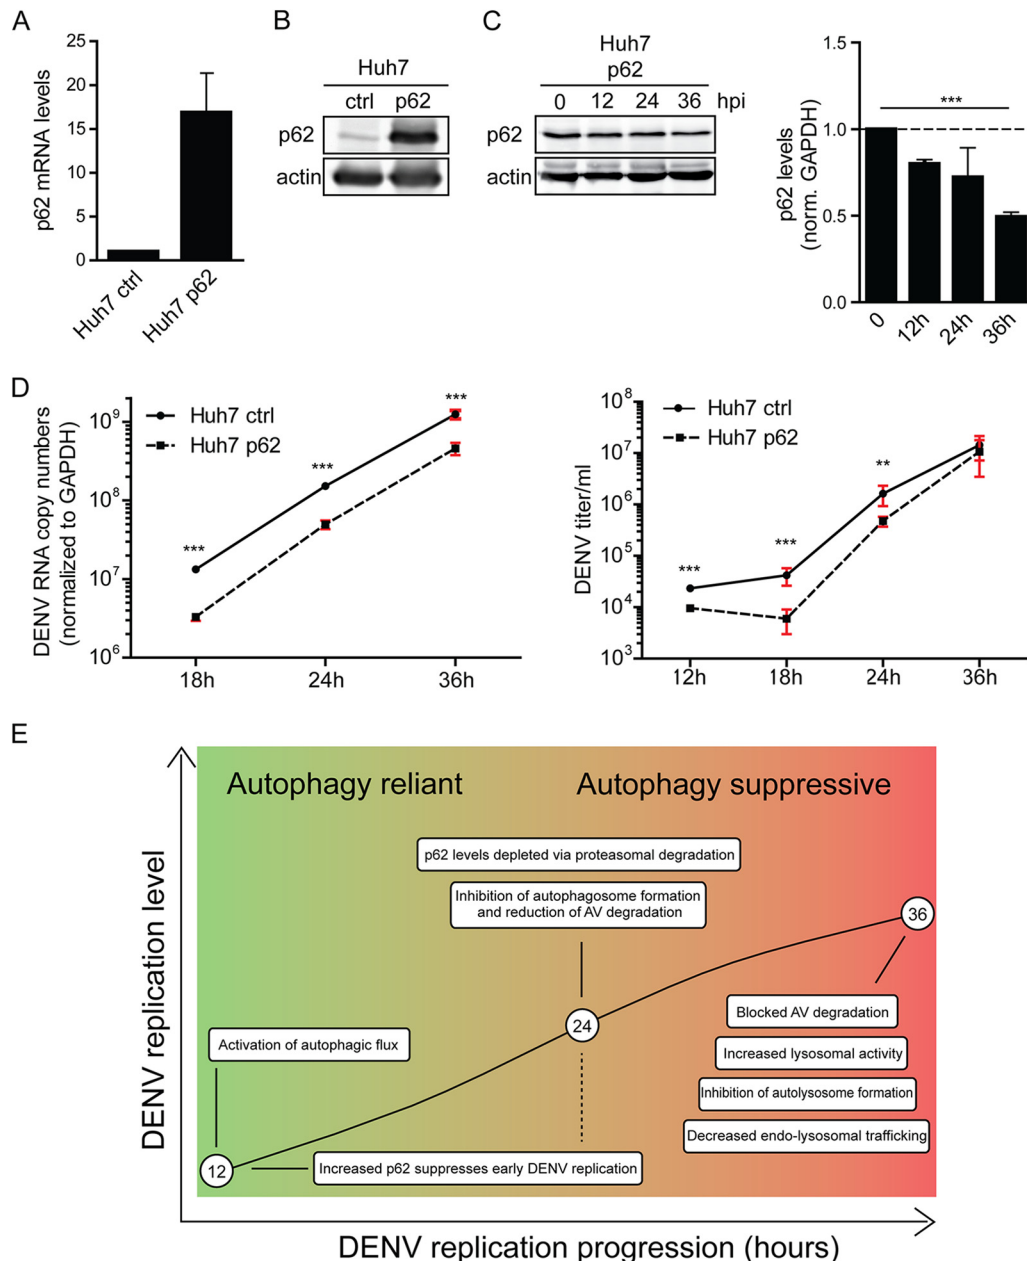 A
p62 mRNA levels
25
20
15
10
5
0
Huh7 ctrl
Huh7 p62
B
Huh7
ctrl p62
p62
actin
C
Huh7
p62
0 12 24 36 hpi
p62
actin
p62 levels
(norm. GAPDH)
1.5
1.0
0.5
0.0
***
0
12h
24h
36h
D
DENV RNA copy numbers
(normalized to GAPDH)
10⁹
10⁸
10⁷
10⁶
Huh7 ctrl
Huh7 p62
***
***
***
18h
24h
36h
DENV titer/ml
10⁸
10⁷
10⁶
10⁵
10⁴
10³
Huh7 ctrl
Huh7 p62
***
***
**
12h
18h
24h
36h
E
DENV replication level
Autophagy reliant
Autophagy suppressive
p62 levels depleted via proteasomal degradation
Inhibition of autophagosome formation
and reduction of AV degradation
36
24
Blocked AV degradation
Activation of autophagic flux
Increased lysosomal activity
Inhibition of autolysosome formation
Decreased endo-lysosomal trafficking
12
Increased p62 suppresses early DENV replication
DENV replication progression (hours)